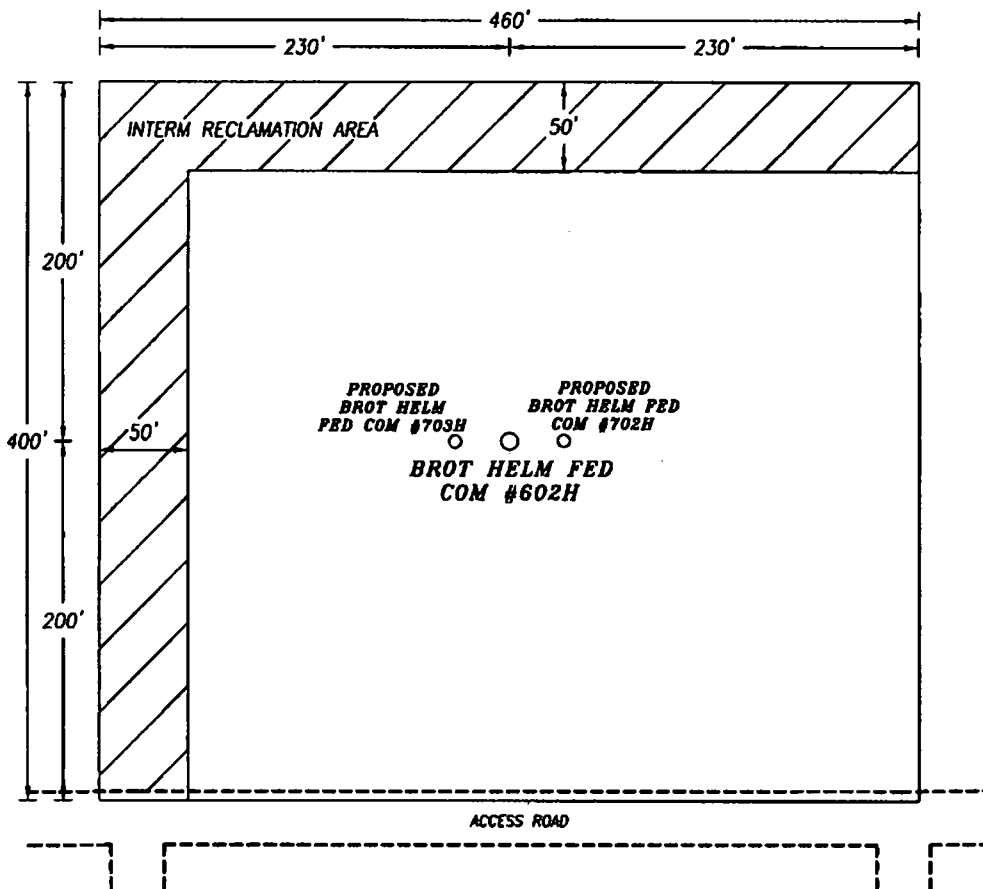 460'
230'
230'
INTERM RECLAMATION AREA
50'
200'
PROPOSED
BROT HELM
FED COM #703H
PROPOSED
BROT HELM FED
COM #702H
400'
50'
BROT HELM FED
COM #602H
200'
ACCESS ROAD